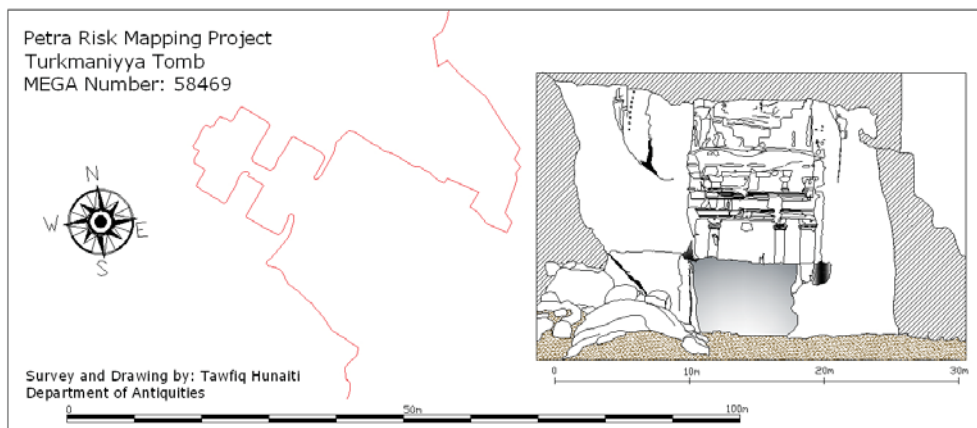 Petra Risk Mapping Project
Turkmaniyya Tomb
MEGA Number: 58469
N
W E
S
Survey and Drawing by: Tawfiq Hunaiti
Department of Antiquities
0 50m 100m
0 10m 20m 30m